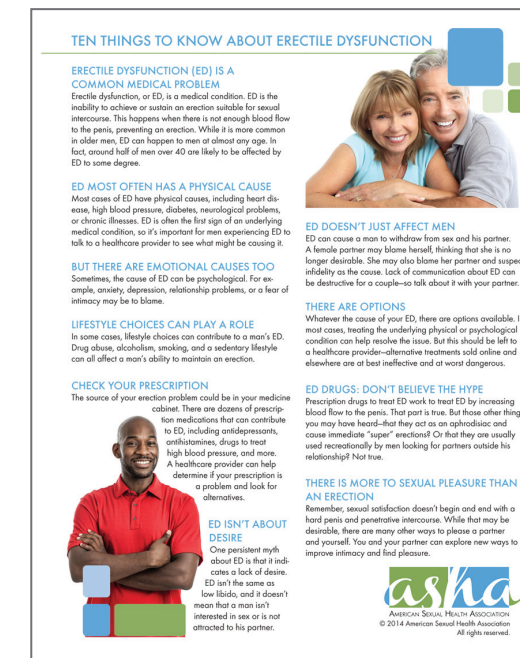 TEN THINGS TO KNOW ABOUT ERECTILE DYSFUNCTION
ERECTILE DYSFUNCTION (ED) IS A
COMMON MEDICAL PROBLEM
Erectile dysfunction, or ED, is a medical condition. ED is the
inability to achieve or sustain an erection suitable for sexual
intercourse. This happens when there is not enough blood flow
to the penis, preventing an erection. While it is more common
in older men, ED can happen to men at almost any age. In
fact, around half of men over 40 are likely to be affected by
ED to some degree.
ED MOST OFTEN HAS A PHYSICAL CAUSE
Most cases of ED have physical causes, including heart dis-
ease, high blood pressure, diabetes, neurological problems,
or chronic illnesses. ED is often the first sign of an underlying
medical condition, so it's important for men experiencing ED to
talk to a healthcare provider to see what might be causing it.
BUT THERE ARE EMOTIONAL CAUSES TOO
Sometimes, the cause of ED can be psychological. For ex-
ample, anxiety, depression, relationship problems, or a fear of
intimacy may be to blame.
LIFESTYLE CHOICES CAN PLAY A ROLE
In some cases, lifestyle choices can contribute to a man's ED.
Drug abuse, alcoholism, smoking, and a sedentary lifestyle
can all affect a man's ability to maintain an erection.
CHECK YOUR PRESCRIPTION
The source of your erection problem could be in your medicine
cabinet. There are dozens of prescrip-
tion medications that can contribute
to ED, including antidepressants,
antihistamines, drugs to treat
high blood pressure, and more.
A healthcare provider can help
determine if your prescription is
a problem and look for
alternatives.
ED ISN'T ABOUT
DESIRE
One persistent myth
about ED is that it indi-
cates a lack of desire.
ED isn't the same as
low libido, and it doesn't
mean that a man isn't
interested in sex or is not
attracted to his partner.
ED DOESN'T JUST AFFECT MEN
ED can cause a man to withdraw from sex and his partner.
A female partner may blame herself, thinking that she is no
longer desirable. She may also blame her partner and suspec
infidelity as the cause. Lack of communication about ED can
be destructive for a couple–so talk about it with your partner.
THERE ARE OPTIONS
Whatever the cause of your ED, there are options available. I
most cases, treating the underlying physical or psychological
condition can help resolve the issue. But this should be left to
a healthcare provider–alternative treatments sold online and
elsewhere are at best ineffective and at worst dangerous.
ED DRUGS: DON'T BELIEVE THE HYPE
Prescription drugs to treat ED work to treat ED by increasing
blood flow to the penis. That part is true. But those other thing
you may have heard–that they act as an aphrodisiac and
cause immediate "super" erections? Or that they are usually
used recreationally by men looking for partners outside his
relationship? Not true.
THERE IS MORE TO SEXUAL PLEASURE THAN
AN ERECTION
Remember, sexual satisfaction doesn't begin and end with a
hard penis and penetrative intercourse. While that may be
desirable, there are many other ways to please a partner
and yourself. You and your partner can explore new ways to
improve intimacy and find pleasure.
asha
AMERICAN SEXUAL HEALTH ASSOCIATION
© 2014 American Sexual Health Association
All rights reserved.